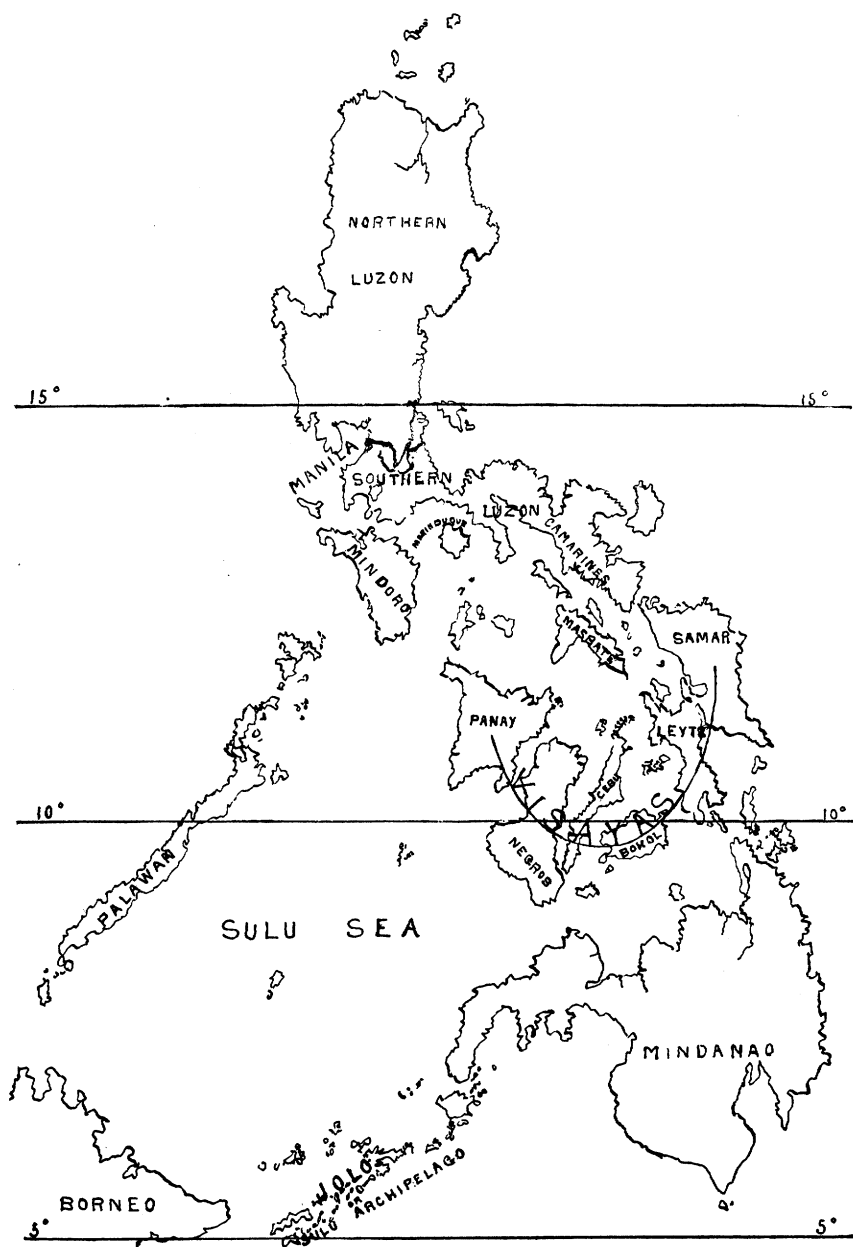 NORTHERN
LUZON
15° 15°
MANILA
SOUTHERN
LUZON
CAMARINES
MARINDUQUE
MINDORO
MASBATE
SAMAR
PANAY
LEYTE
CEBU
VISAYAS
10° 10°
BOHOL
NEGROS
PALAWAN
SULU SEA
MINDANAO
JOLO
SULU ARCHIPELAGO
BORNEO
5° 5°